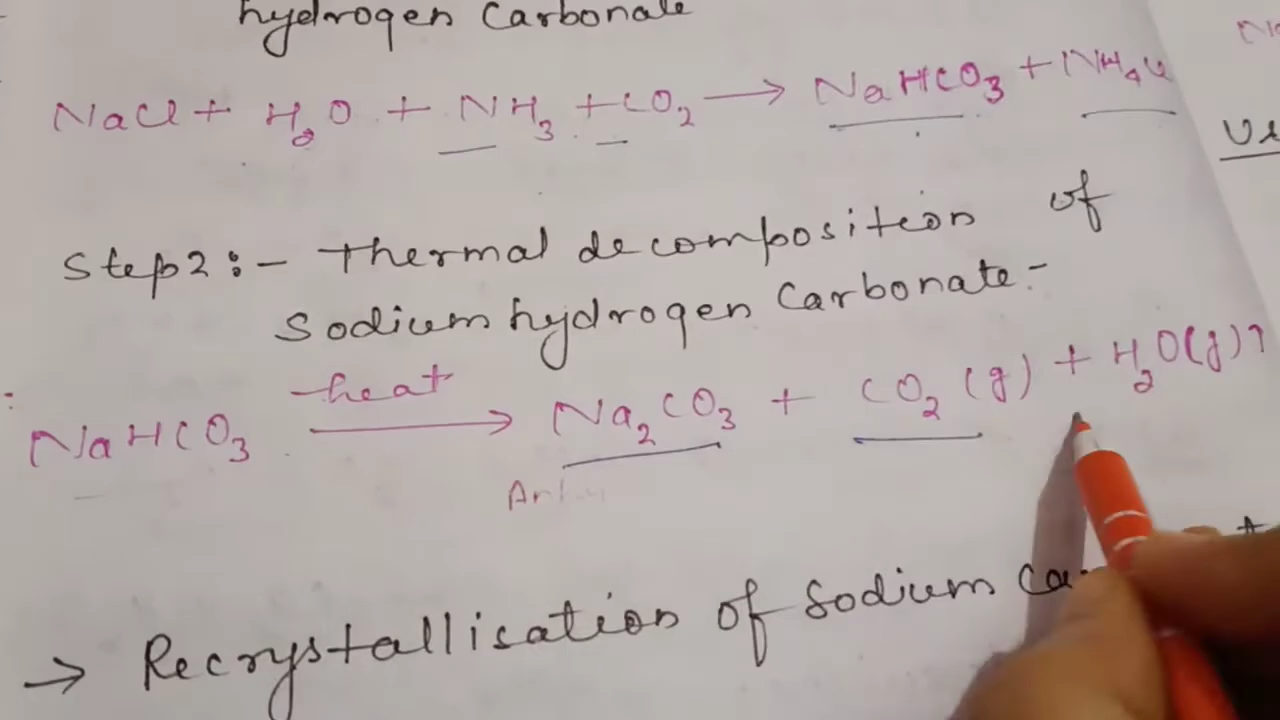 hydrogen carbonate
NaCl + H2O + NH3 + CO2 → NaHCO3 + NH4Cl
Step2:- Thermal decomposition of
Sodium hydrogen Carbonate-
NaHCO3 heat → Na2CO3 + CO2 (g) + H2O(g)↑
→ Recrystallisation of Sodium